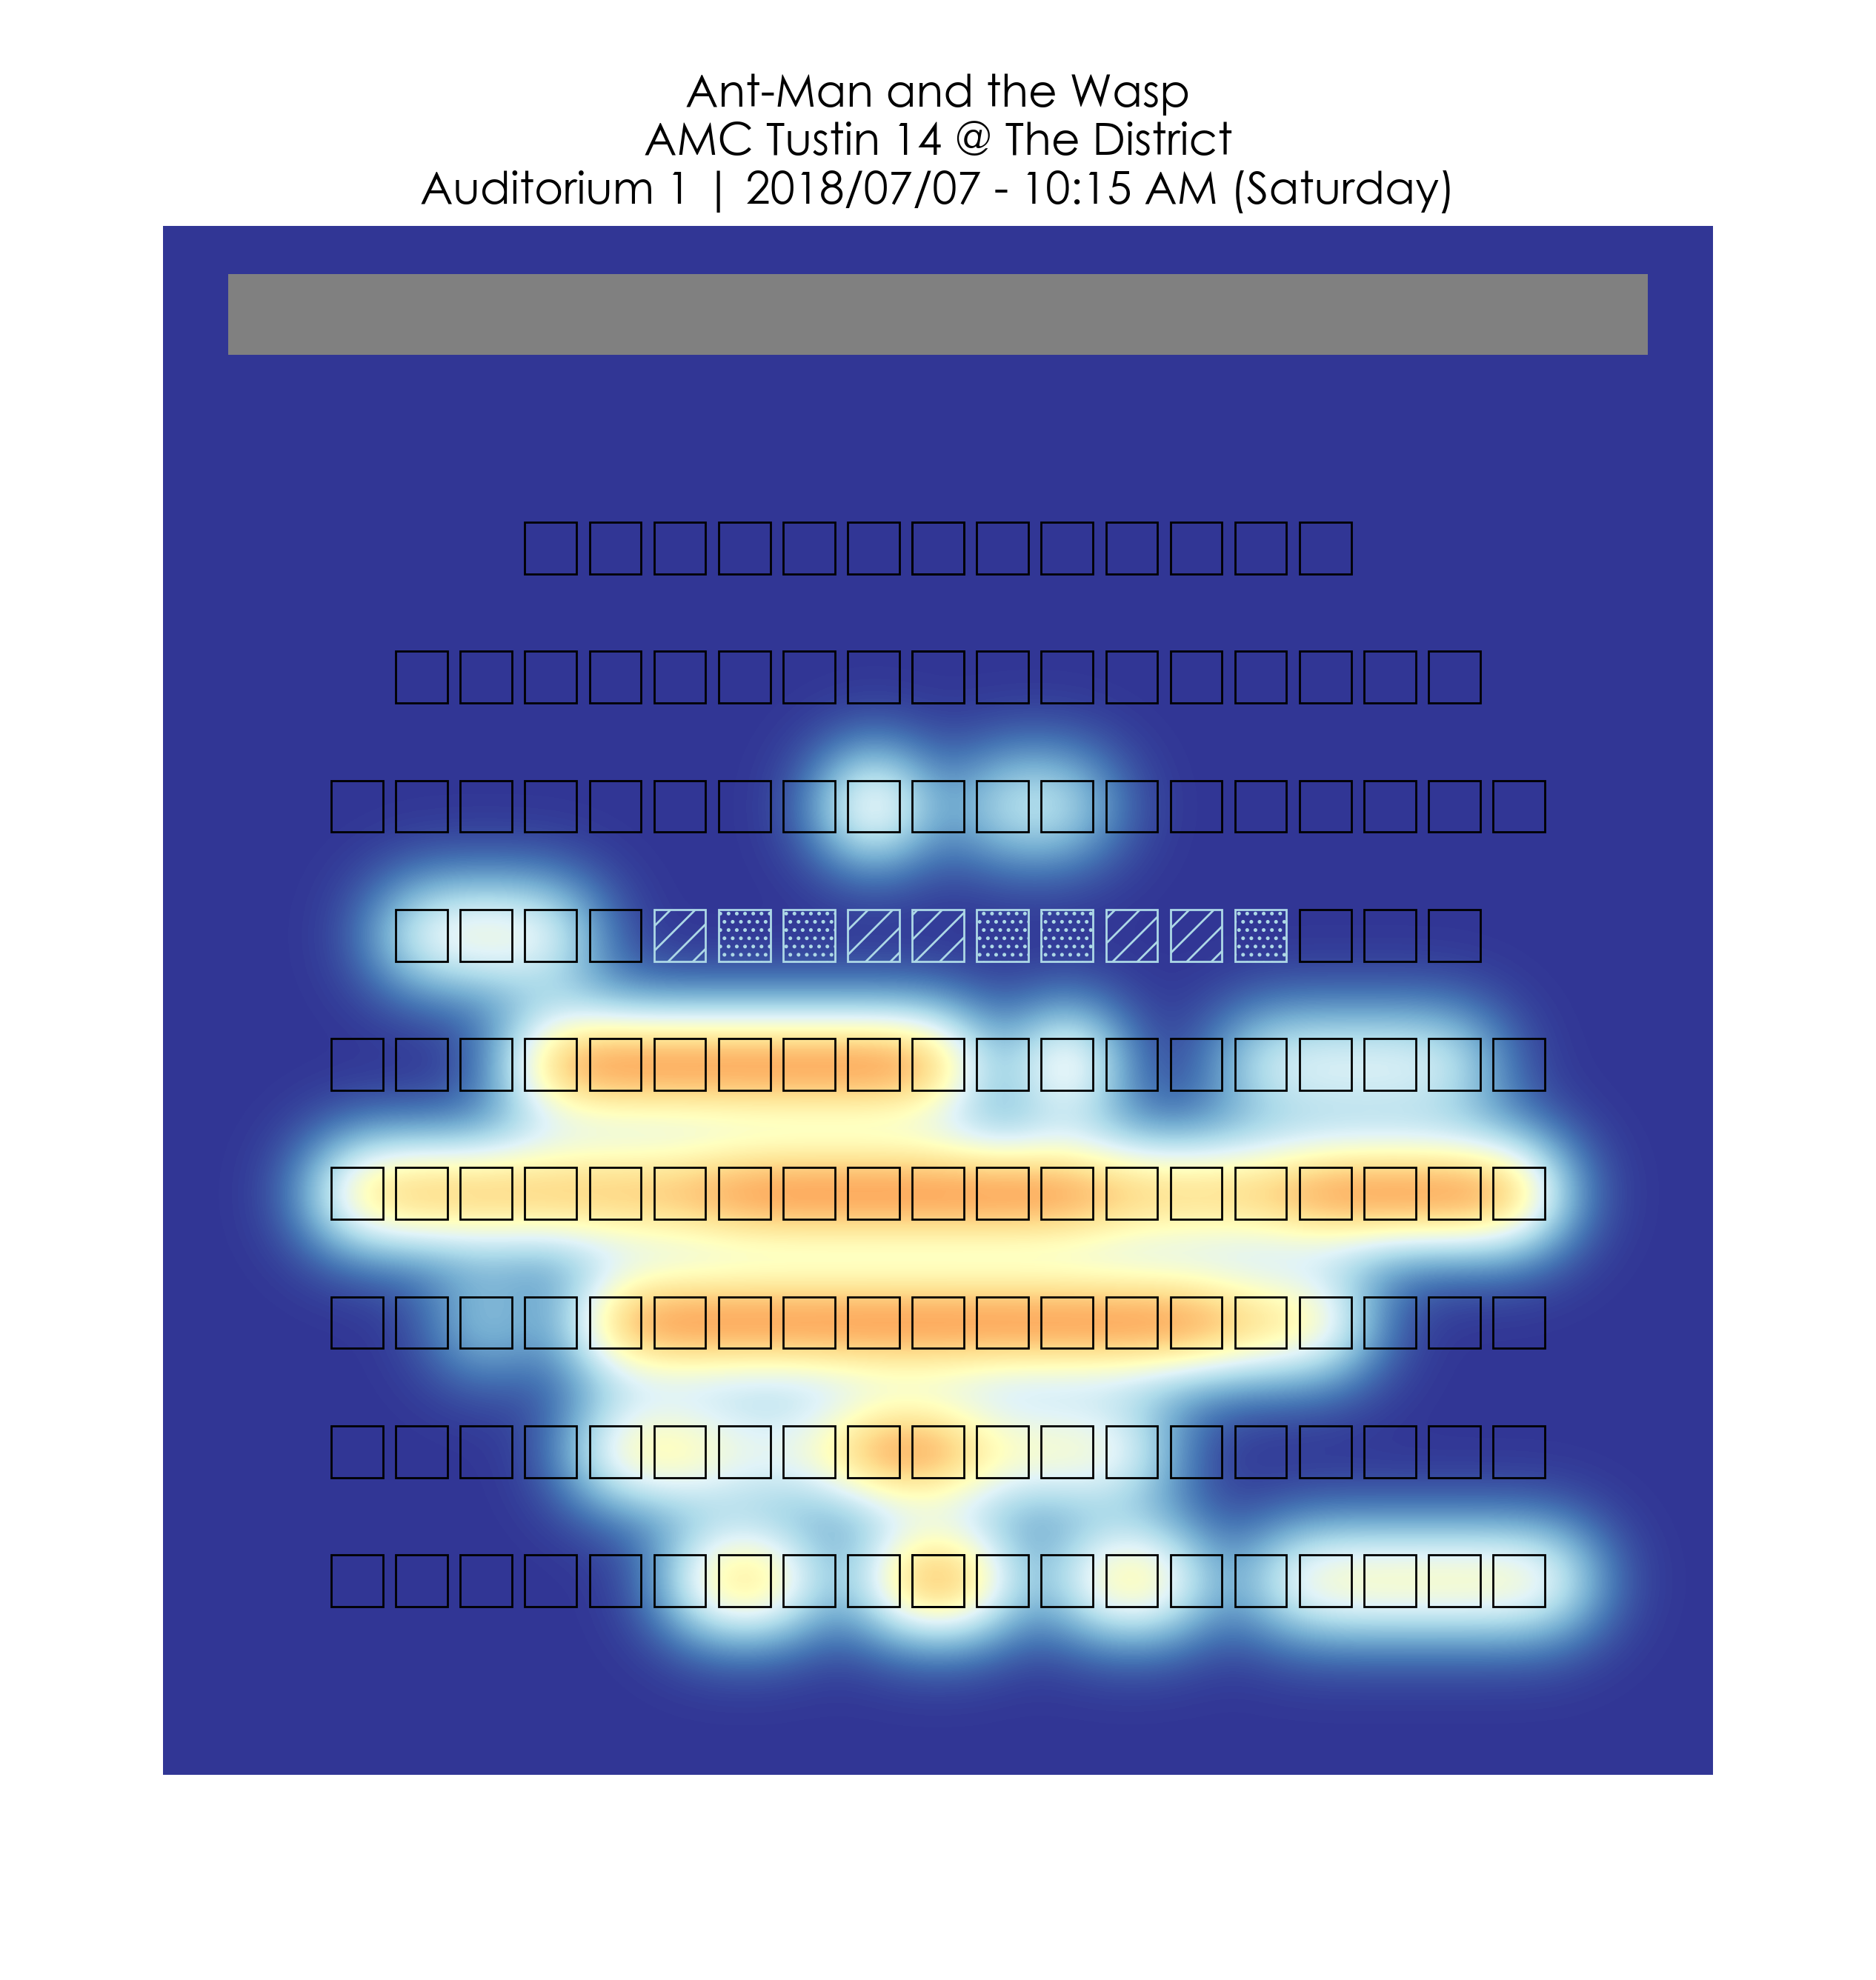 Ant-Man and the Wasp
AMC Tustin 14 @ The District
Auditorium 1 | 2018/07/07 - 10:15 AM (Saturday)